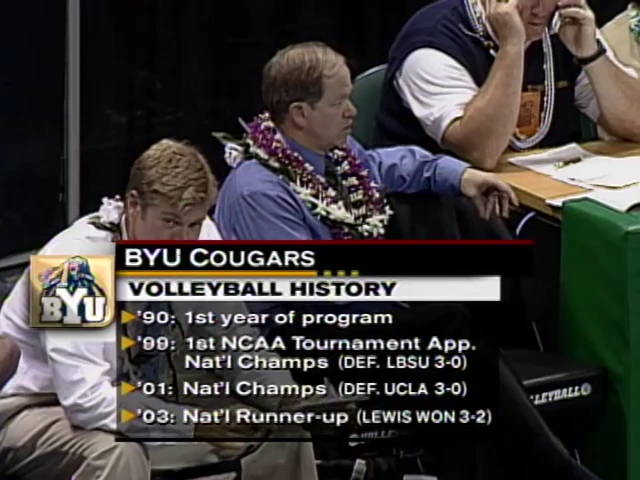 BYU COUGARS
BYU
VOLLEYBALL HISTORY
'90: 1st year of program
'99: 1st NCAA Tournament App.
Nat'l Champs (DEF. LBSU 3-0)
'01: Nat'l Champs (DEF. UCLA 3-0)
'03: Nat'l Runner-up (LEWIS WON 3-2)
VOLLEYBALL